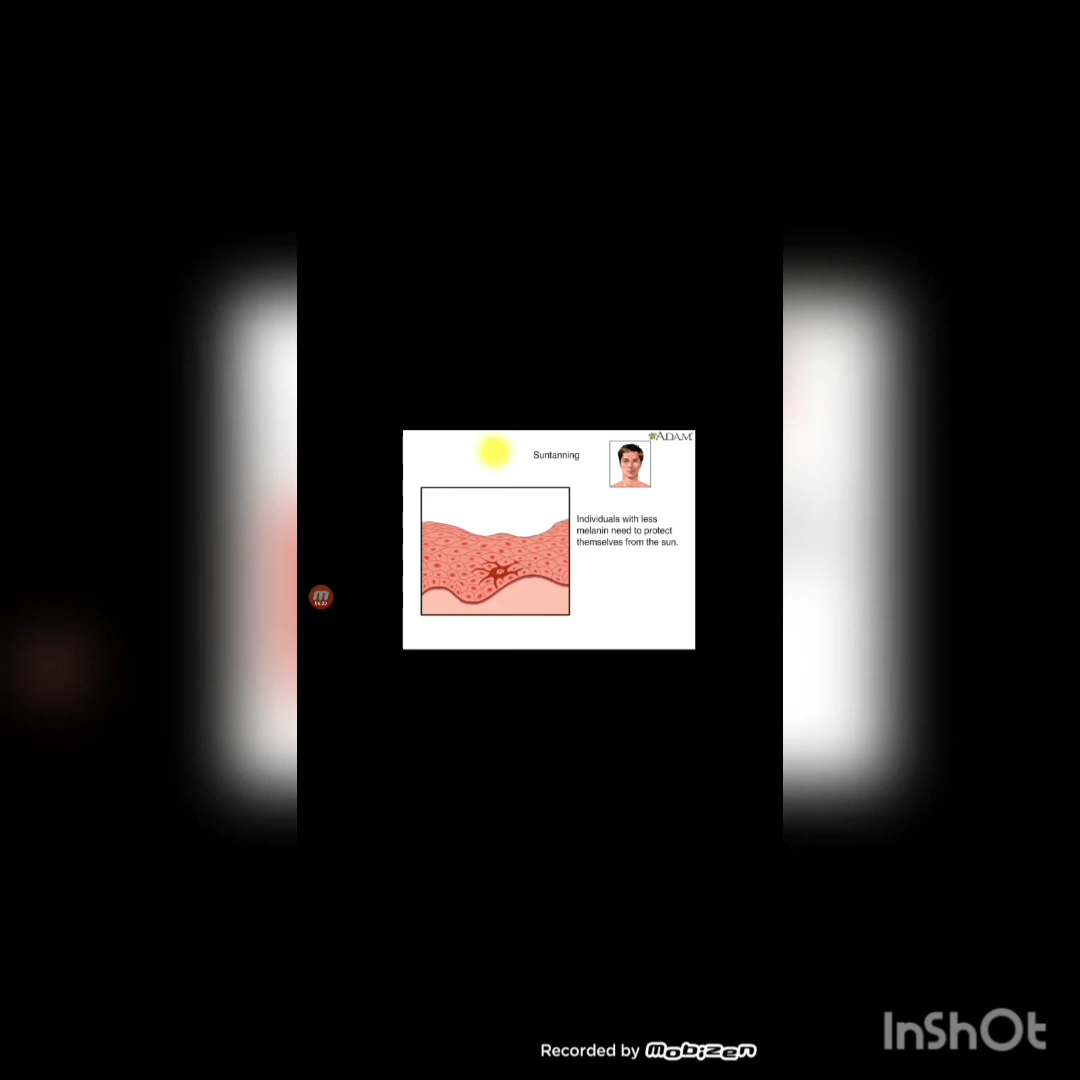 ADAM
Suntanning
Individuals with less
melanin need to protect
themselves from the sun.
Recorded by mobizen
InShOt